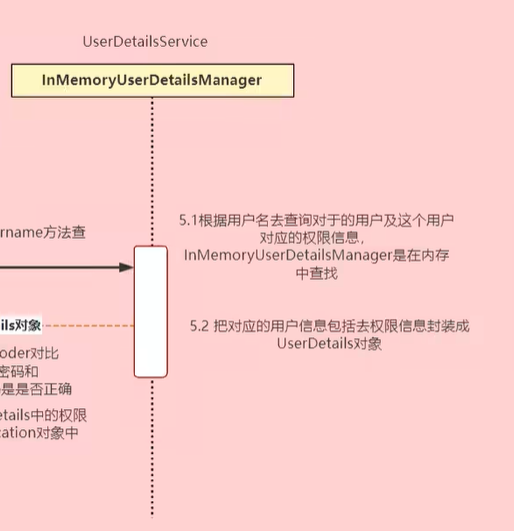 UserDetailsService
InMemoryUserDetailsManager
5.1根据用户名去查询对于的用户及这个用户
rname方法查
对应的权限信息,
InMemoryUserDetailsManager是在内存
中查找
ils对象
5.2 把对应的用户信息包括去权限信息封装成
UserDetails对象
oder对比
密码和
是是否正确
etails中的权限
cation对象中